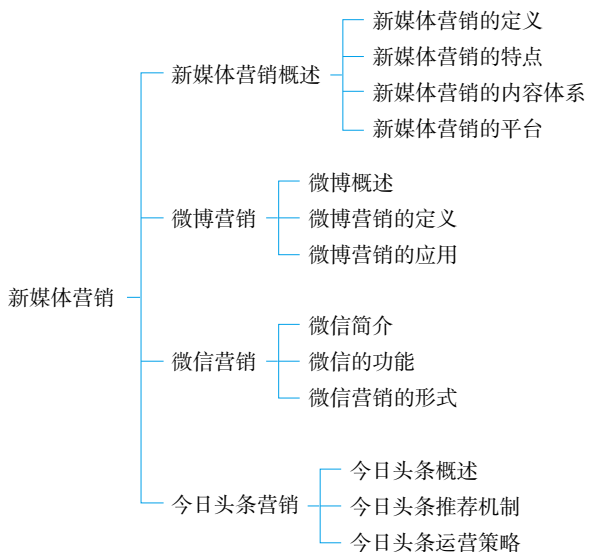 新媒体营销
新媒体营销概述
新媒体营销的定义
新媒体营销的特点
新媒体营销的内容体系
新媒体营销的平台
微博营销
微博概述
微博营销的定义
微博营销的应用
微信营销
微信简介
微信的功能
微信营销的形式
今日头条营销
今日头条概述
今日头条推荐机制
今日头条运营策略